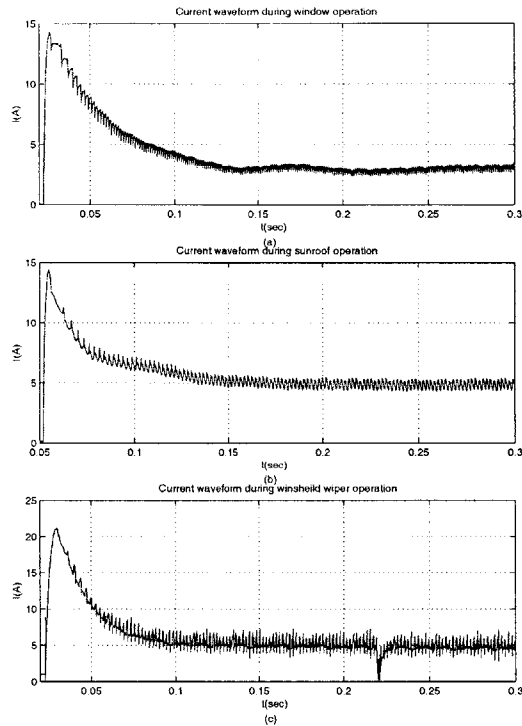 Current waveform during window operation
15
10
5
0
I(A)
0.05
0.1
0.15
0.2
0.25
0.3
t(sec)
(a)
Current waveform during sunroof operation
15
10
5
0
I(A)
0.05
0.1
0.15
0.2
0.25
0.3
t(sec)
(b)
Current waveform during winsheild wiper operation
25
20
15
10
5
0
I(A)
0.05
0.1
0.15
0.2
0.25
0.3
t(sec)
(c)